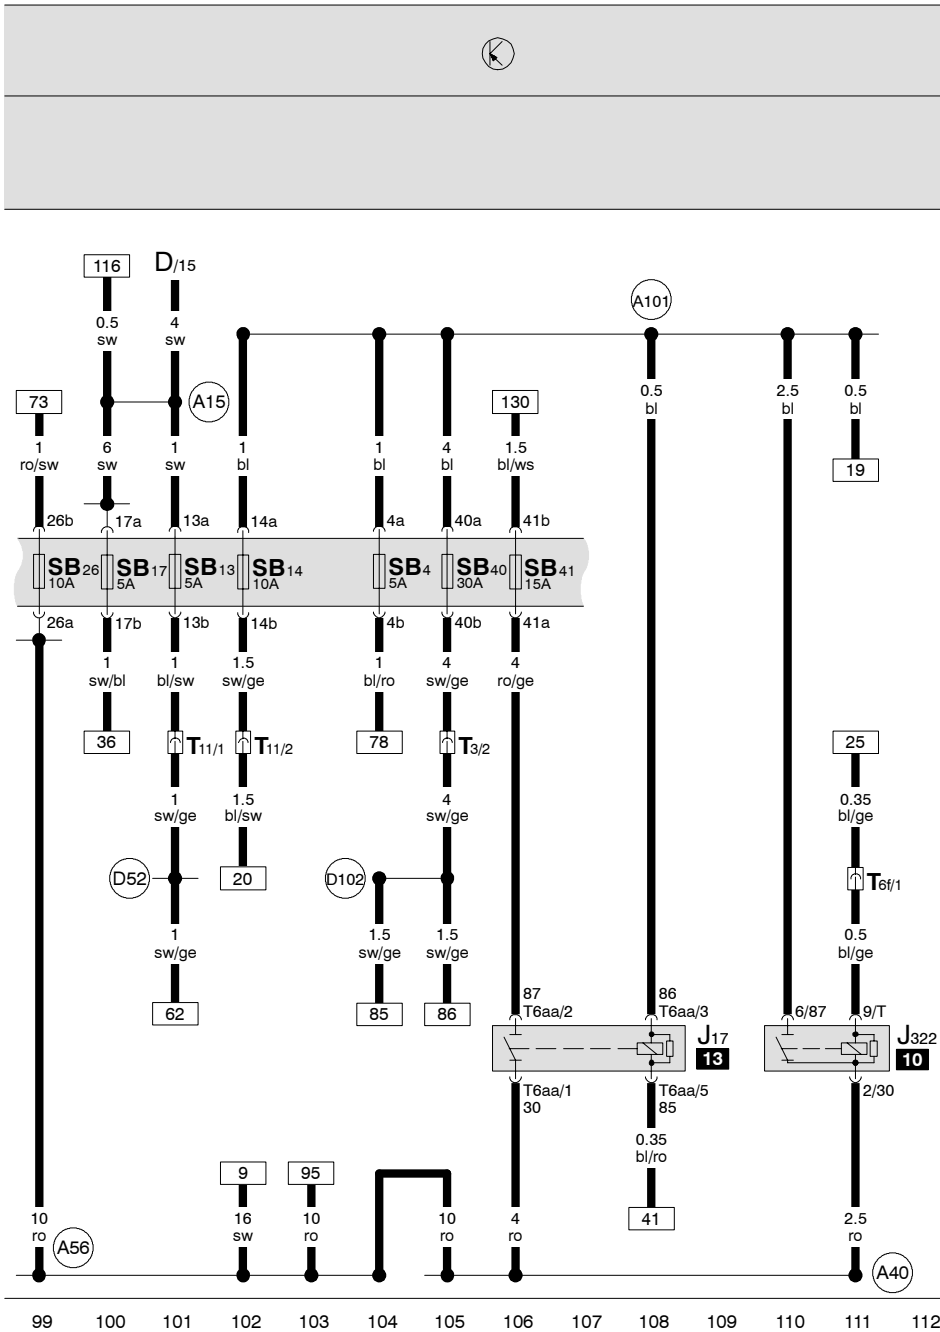 116 D/15
A101
0.5 4
sw sw
73 A15 130 0.5 2.5 0.5
bl bl bl
1 6 1 1 1 4 1.5
ro/sw sw sw bl bl bl bl/ws
19
26b 17a 13a 14a 4a 40a 41b
SB26 SB17 SB13 SB14 SB4 SB40 SB41
10A 5A 5A 10A 5A 30A 15A
26a 17b 13b 14b 4b 40b 41a
1 1 1.5 1 4 4
sw/bl bl/sw sw/ge bl/ro sw/ge ro/ge
36 T11/1 T11/2 78 T3/2 25
1 1.5 4 0.35
sw/ge bl/sw sw/ge bl/ge
D52 20 D102 T6f/1
1 1.5 1.5 0.5
sw/ge sw/ge sw/ge bl/ge
62 85 86
87 86
T6aa/2 T6aa/3 6/87 9/T
J17 J322
13 10
T6aa/1 T6aa/5 2/30
30 85
0.35
bl/ro
9 95
41
10 16 10 10 4 2.5
ro sw ro ro ro ro
A56 A40
99 100 101 102 103 104 105 106 107 108 109 110 111 112